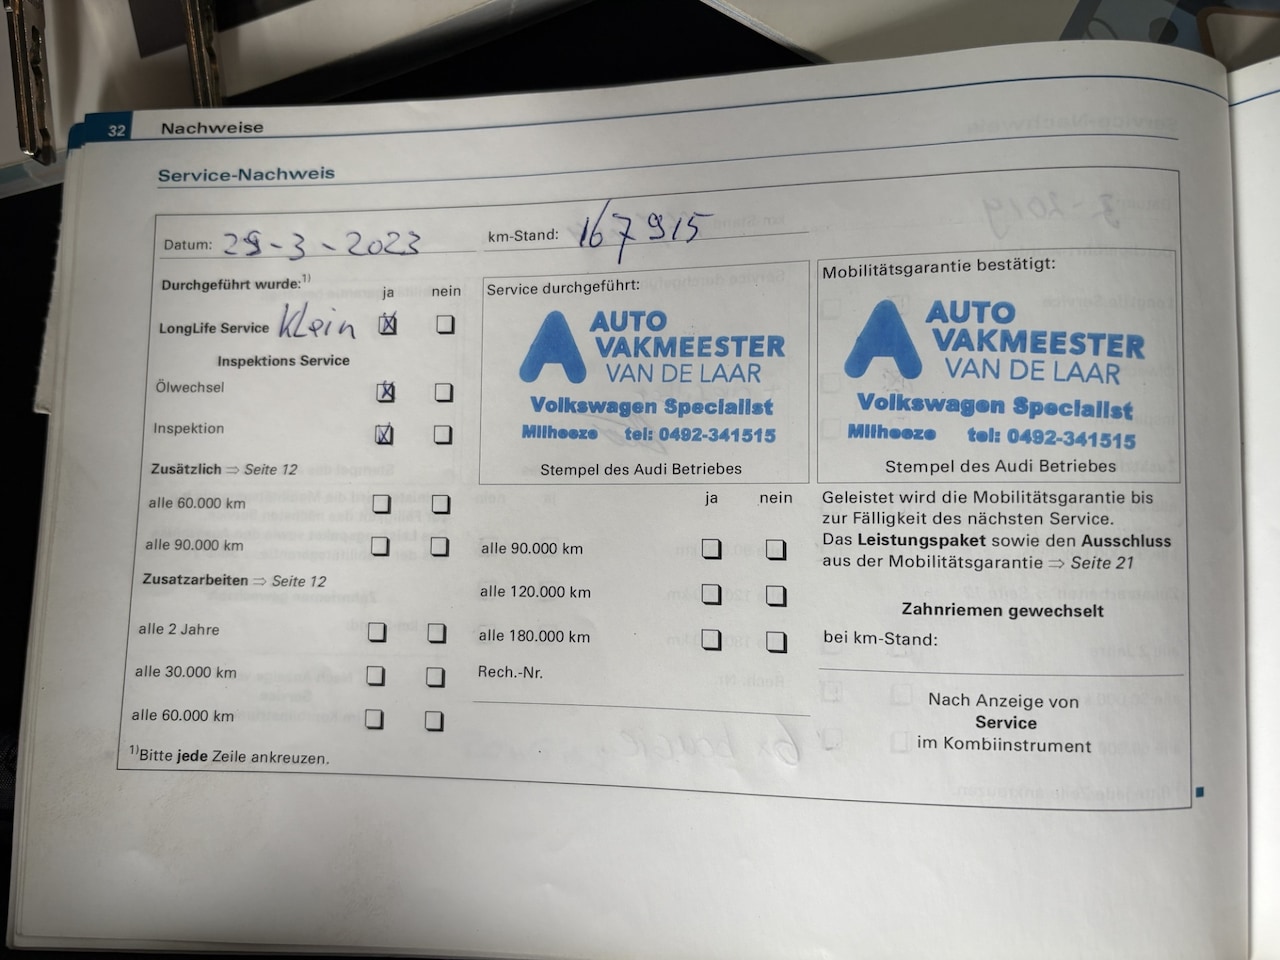 32 Nachweise
Service-Nachweis
Datum: 29-3-2023 km-Stand: 167915
Durchgeführt wurde:1)
ja nein
LongLife Service Klein
Inspektions Service
Ölwechsel
Inspektion
Zusätzlich ⇒ Seite 12
alle 60.000 km
alle 90.000 km
Zusatzarbeiten ⇒ Seite 12
alle 2 Jahre
alle 30.000 km
alle 60.000 km
1)Bitte jede Zeile ankreuzen.
Service durchgeführt:
AUTO
VAKMEESTER
VAN DE LAAR
Volkswagen Specialist
Milheeze tel: 0492-341515
Stempel des Audi Betriebes
ja nein
alle 90.000 km
alle 120.000 km
alle 180.000 km
Rech.-Nr.
Mobilitätsgarantie bestätigt:
AUTO
VAKMEESTER
VAN DE LAAR
Volkswagen Specialist
Milheeze tel: 0492-341515
Stempel des Audi Betriebes
Geleistet wird die Mobilitätsgarantie bis
zur Fälligkeit des nächsten Service.
Das Leistungspaket sowie den Ausschluss
aus der Mobilitätsgarantie ⇒ Seite 21
Zahnriemen gewechselt
bei km-Stand:
Nach Anzeige von
Service
im Kombiinstrument